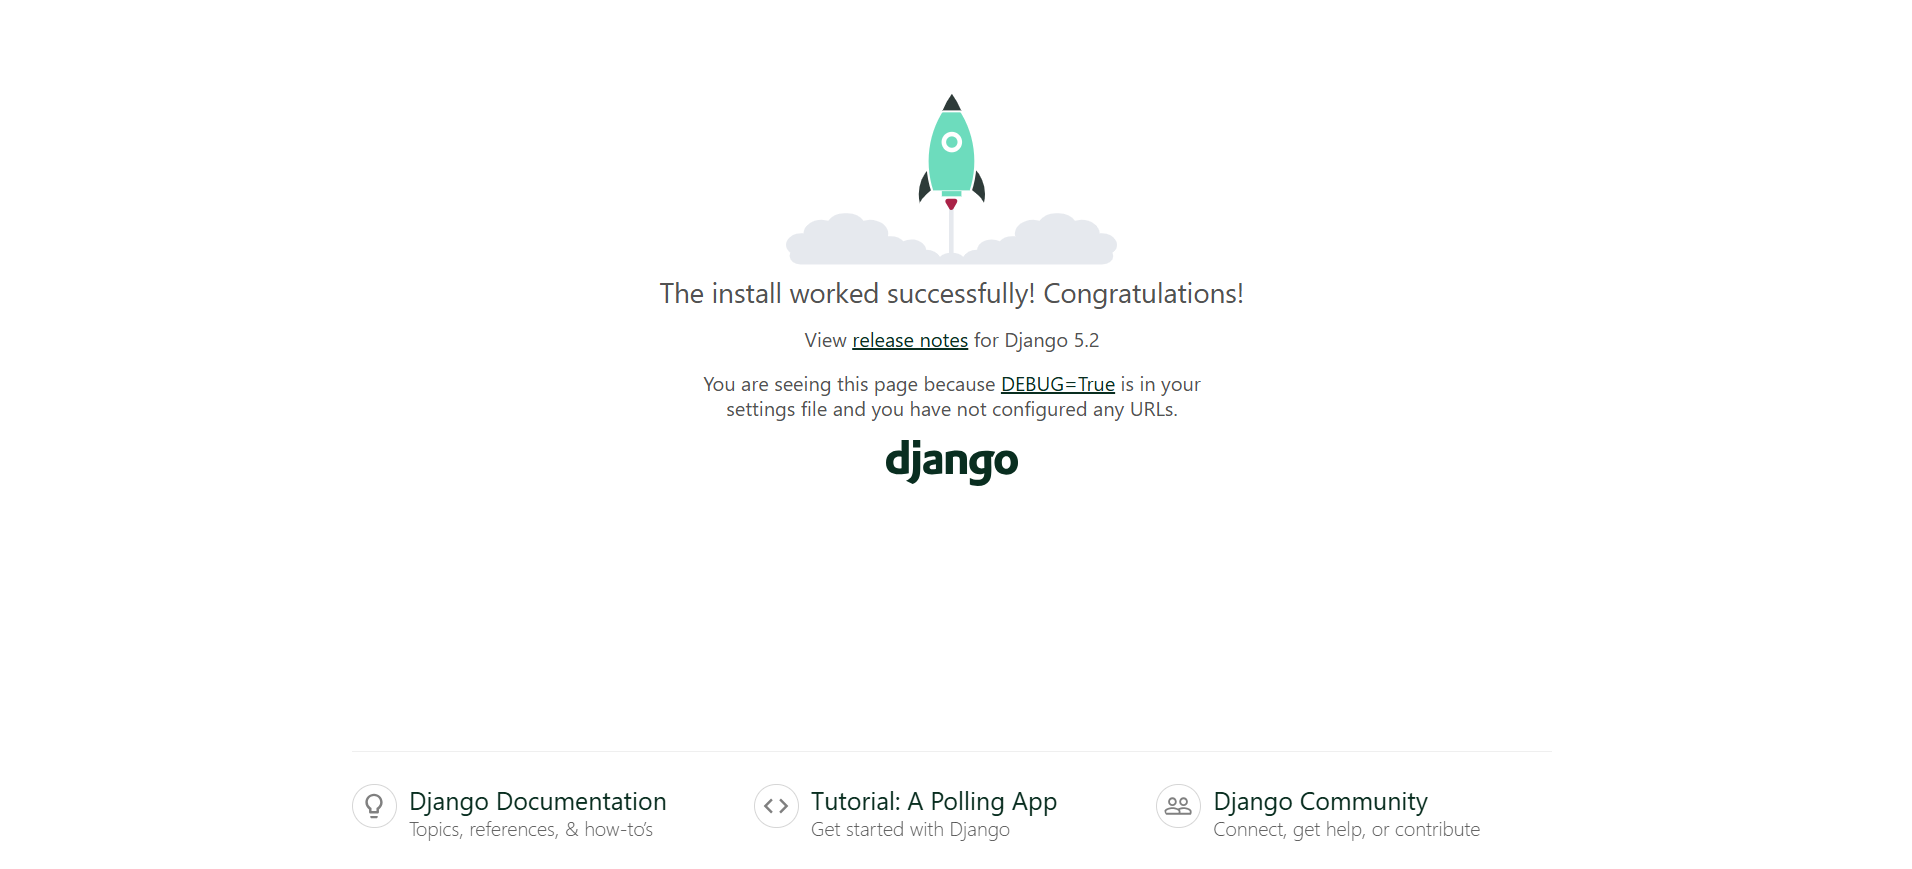 The install worked successfully! Congratulations!
View release notes for Django 5.2
You are seeing this page because DEBUG=True is in your
settings file and you have not configured any URLs.
django
Django Documentation
Topics, references, & how-to’s
Tutorial: A Polling App
Get started with Django
Django Community
Connect, get help, or contribute